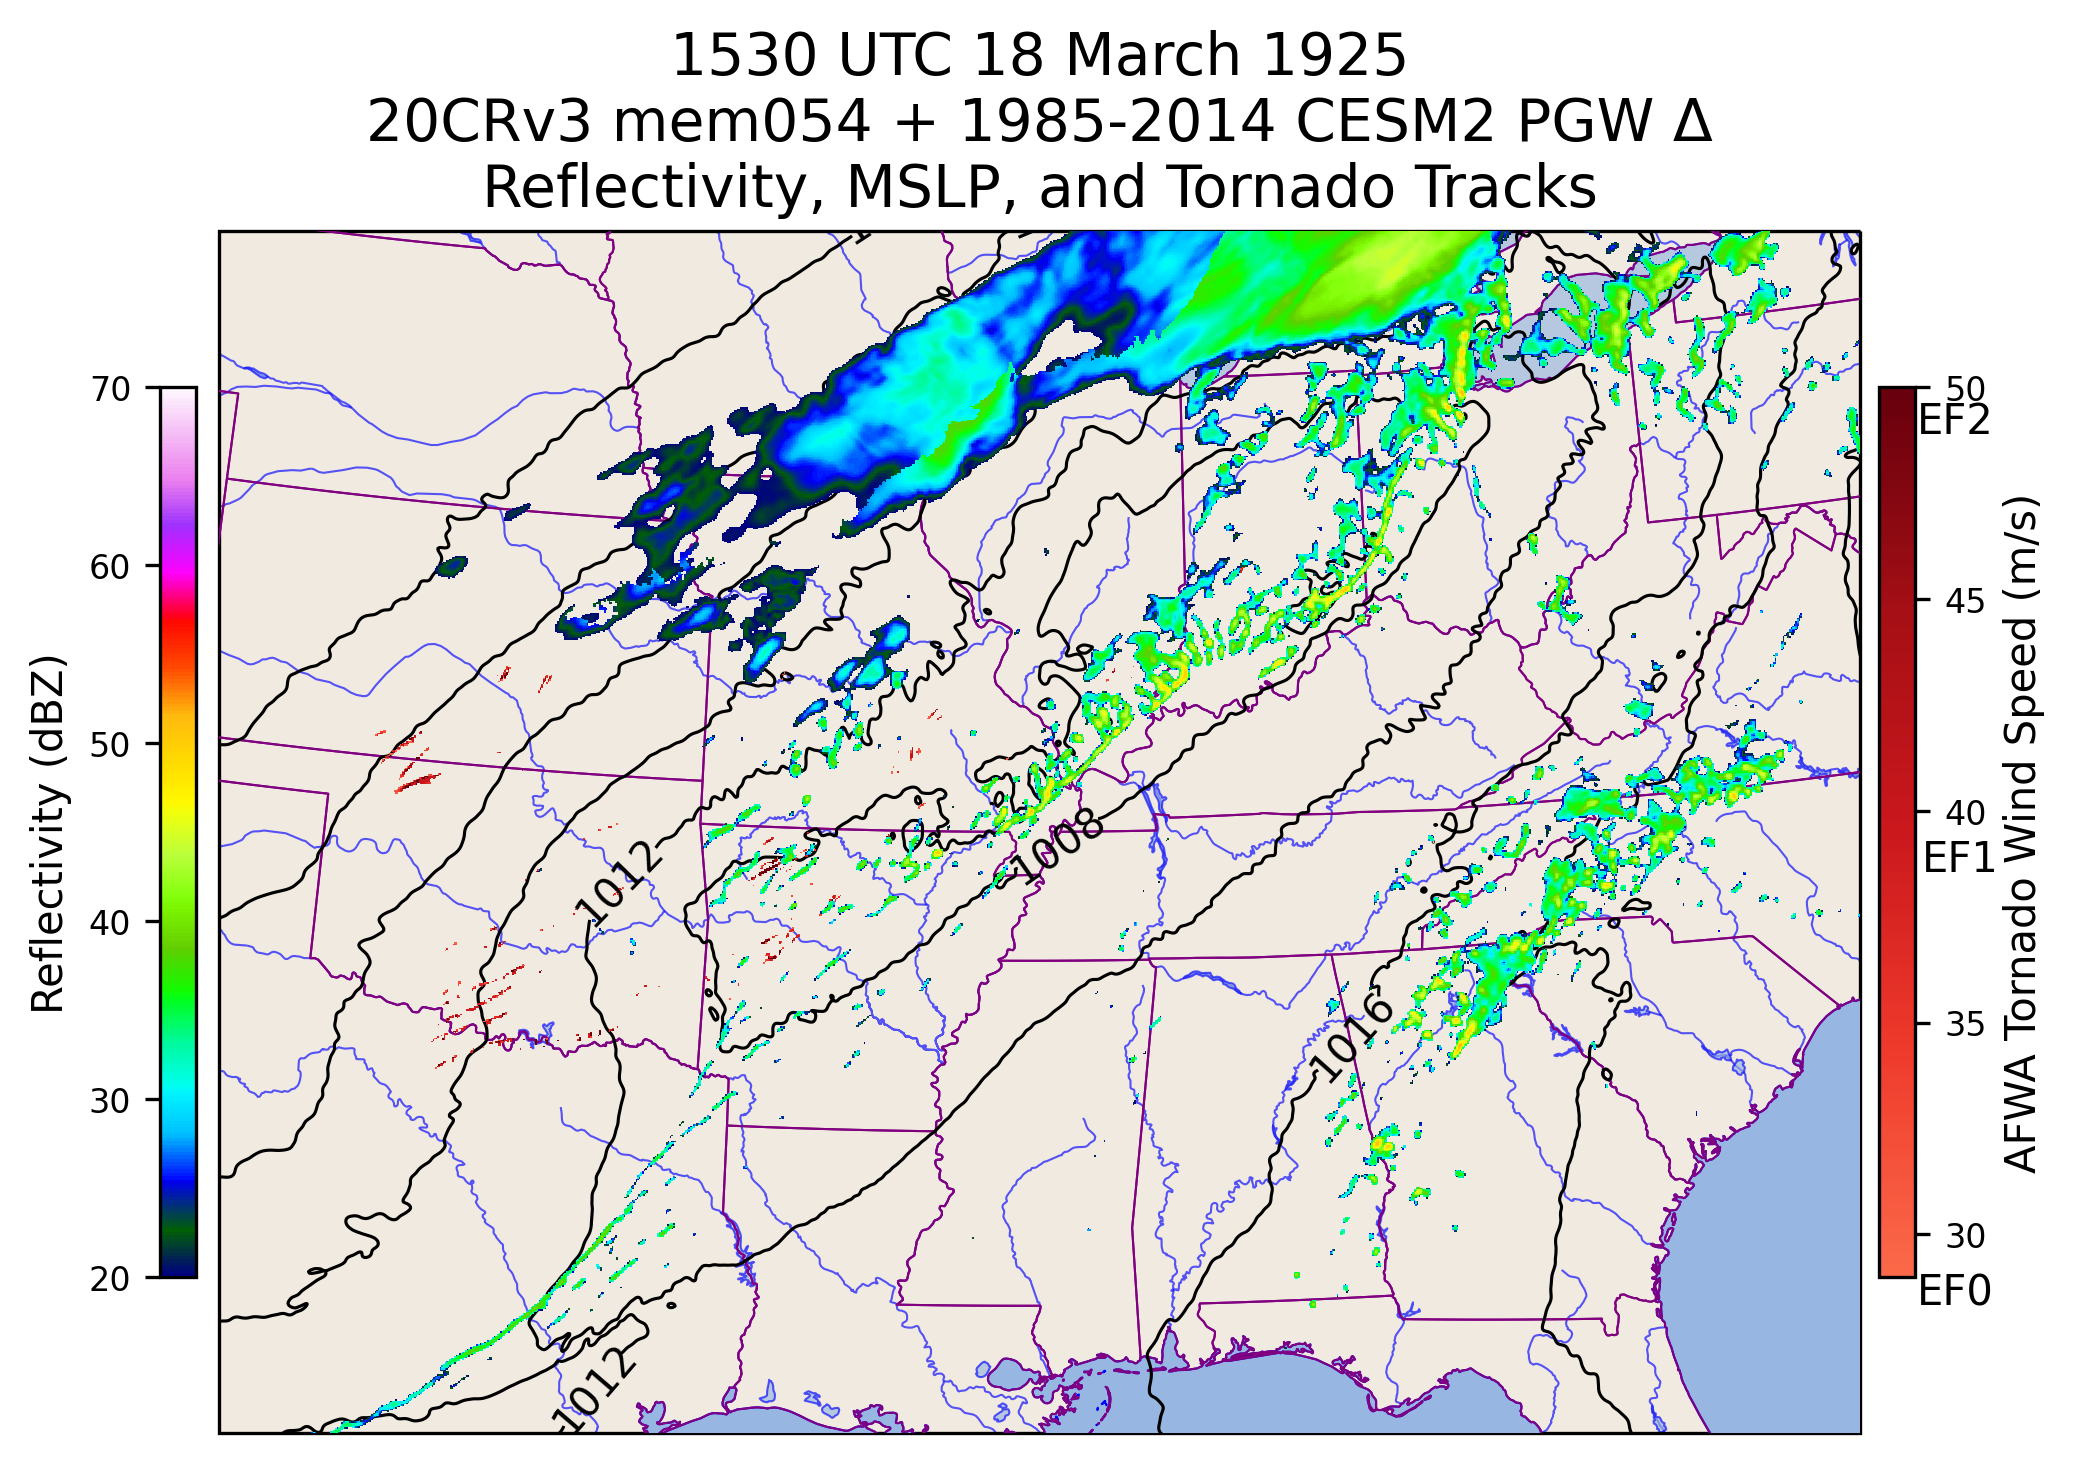 1530 UTC 18 March 1925
20CRv3 mem054 + 1985-2014 CESM2 PGW Δ
Reflectivity, MSLP, and Tornado Tracks
70
60
50
40
30
20
Reflectivity (dBZ)
1012
1008
1016
1012
50
EF2
45
40
EF1
35
30
EF0
AFWA Tornado Wind Speed (m/s)